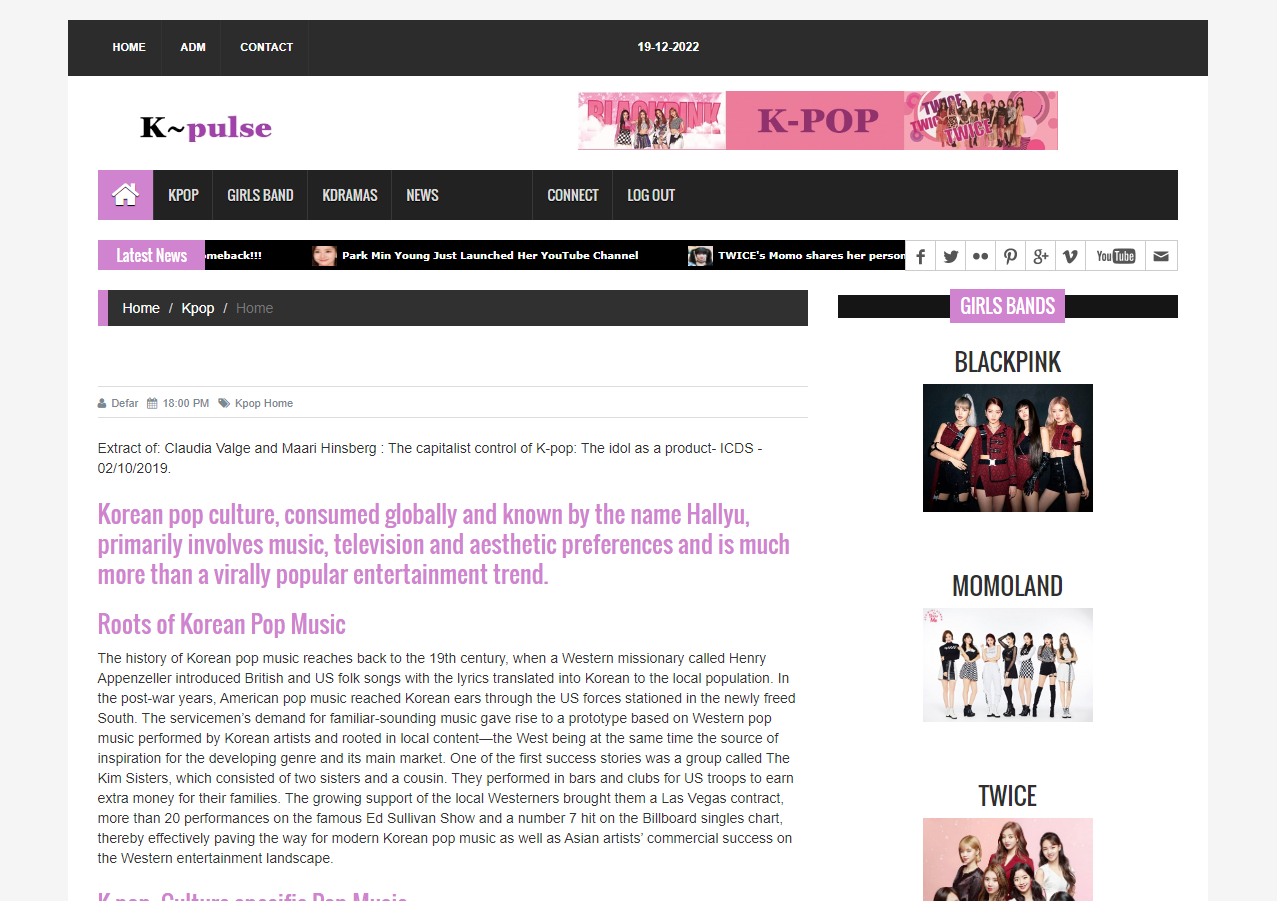 HOME ADM CONTACT 19-12-2022
K~pulse
BLACKPINK K-POP TWICE TWICE TWICE
KPOP GIRLS BAND KDRAMAS NEWS CONNECT LOG OUT
Latest News omeback!!! Park Min Young Just Launched Her YouTube Channel TWICE's Momo shares her person
You Tube
Home / Kpop / Home
GIRLS BANDS
BLACKPINK
Defar 18:00 PM Kpop Home
Extract of: Claudia Valge and Maari Hinsberg : The capitalist control of K-pop: The idol as a product- ICDS -
02/10/2019.
Korean pop culture, consumed globally and known by the name Hallyu,
primarily involves music, television and aesthetic preferences and is much
more than a virally popular entertainment trend.
Roots of Korean Pop Music
The history of Korean pop music reaches back to the 19th century, when a Western missionary called Henry
Appenzeller introduced British and US folk songs with the lyrics translated into Korean to the local population. In
the post-war years, American pop music reached Korean ears through the US forces stationed in the newly freed
South. The servicemen’s demand for familiar-sounding music gave rise to a prototype based on Western pop
music performed by Korean artists and rooted in local content—the West being at the same time the source of
inspiration for the developing genre and its main market. One of the first success stories was a group called The
Kim Sisters, which consisted of two sisters and a cousin. They performed in bars and clubs for US troops to earn
extra money for their families. The growing support of the local Westerners brought them a Las Vegas contract,
more than 20 performances on the famous Ed Sullivan Show and a number 7 hit on the Billboard singles chart,
thereby effectively paving the way for modern Korean pop music as well as Asian artists’ commercial success on
the Western entertainment landscape.
K-pop, Culture specific Pop Music
MOMOLAND
TWICE